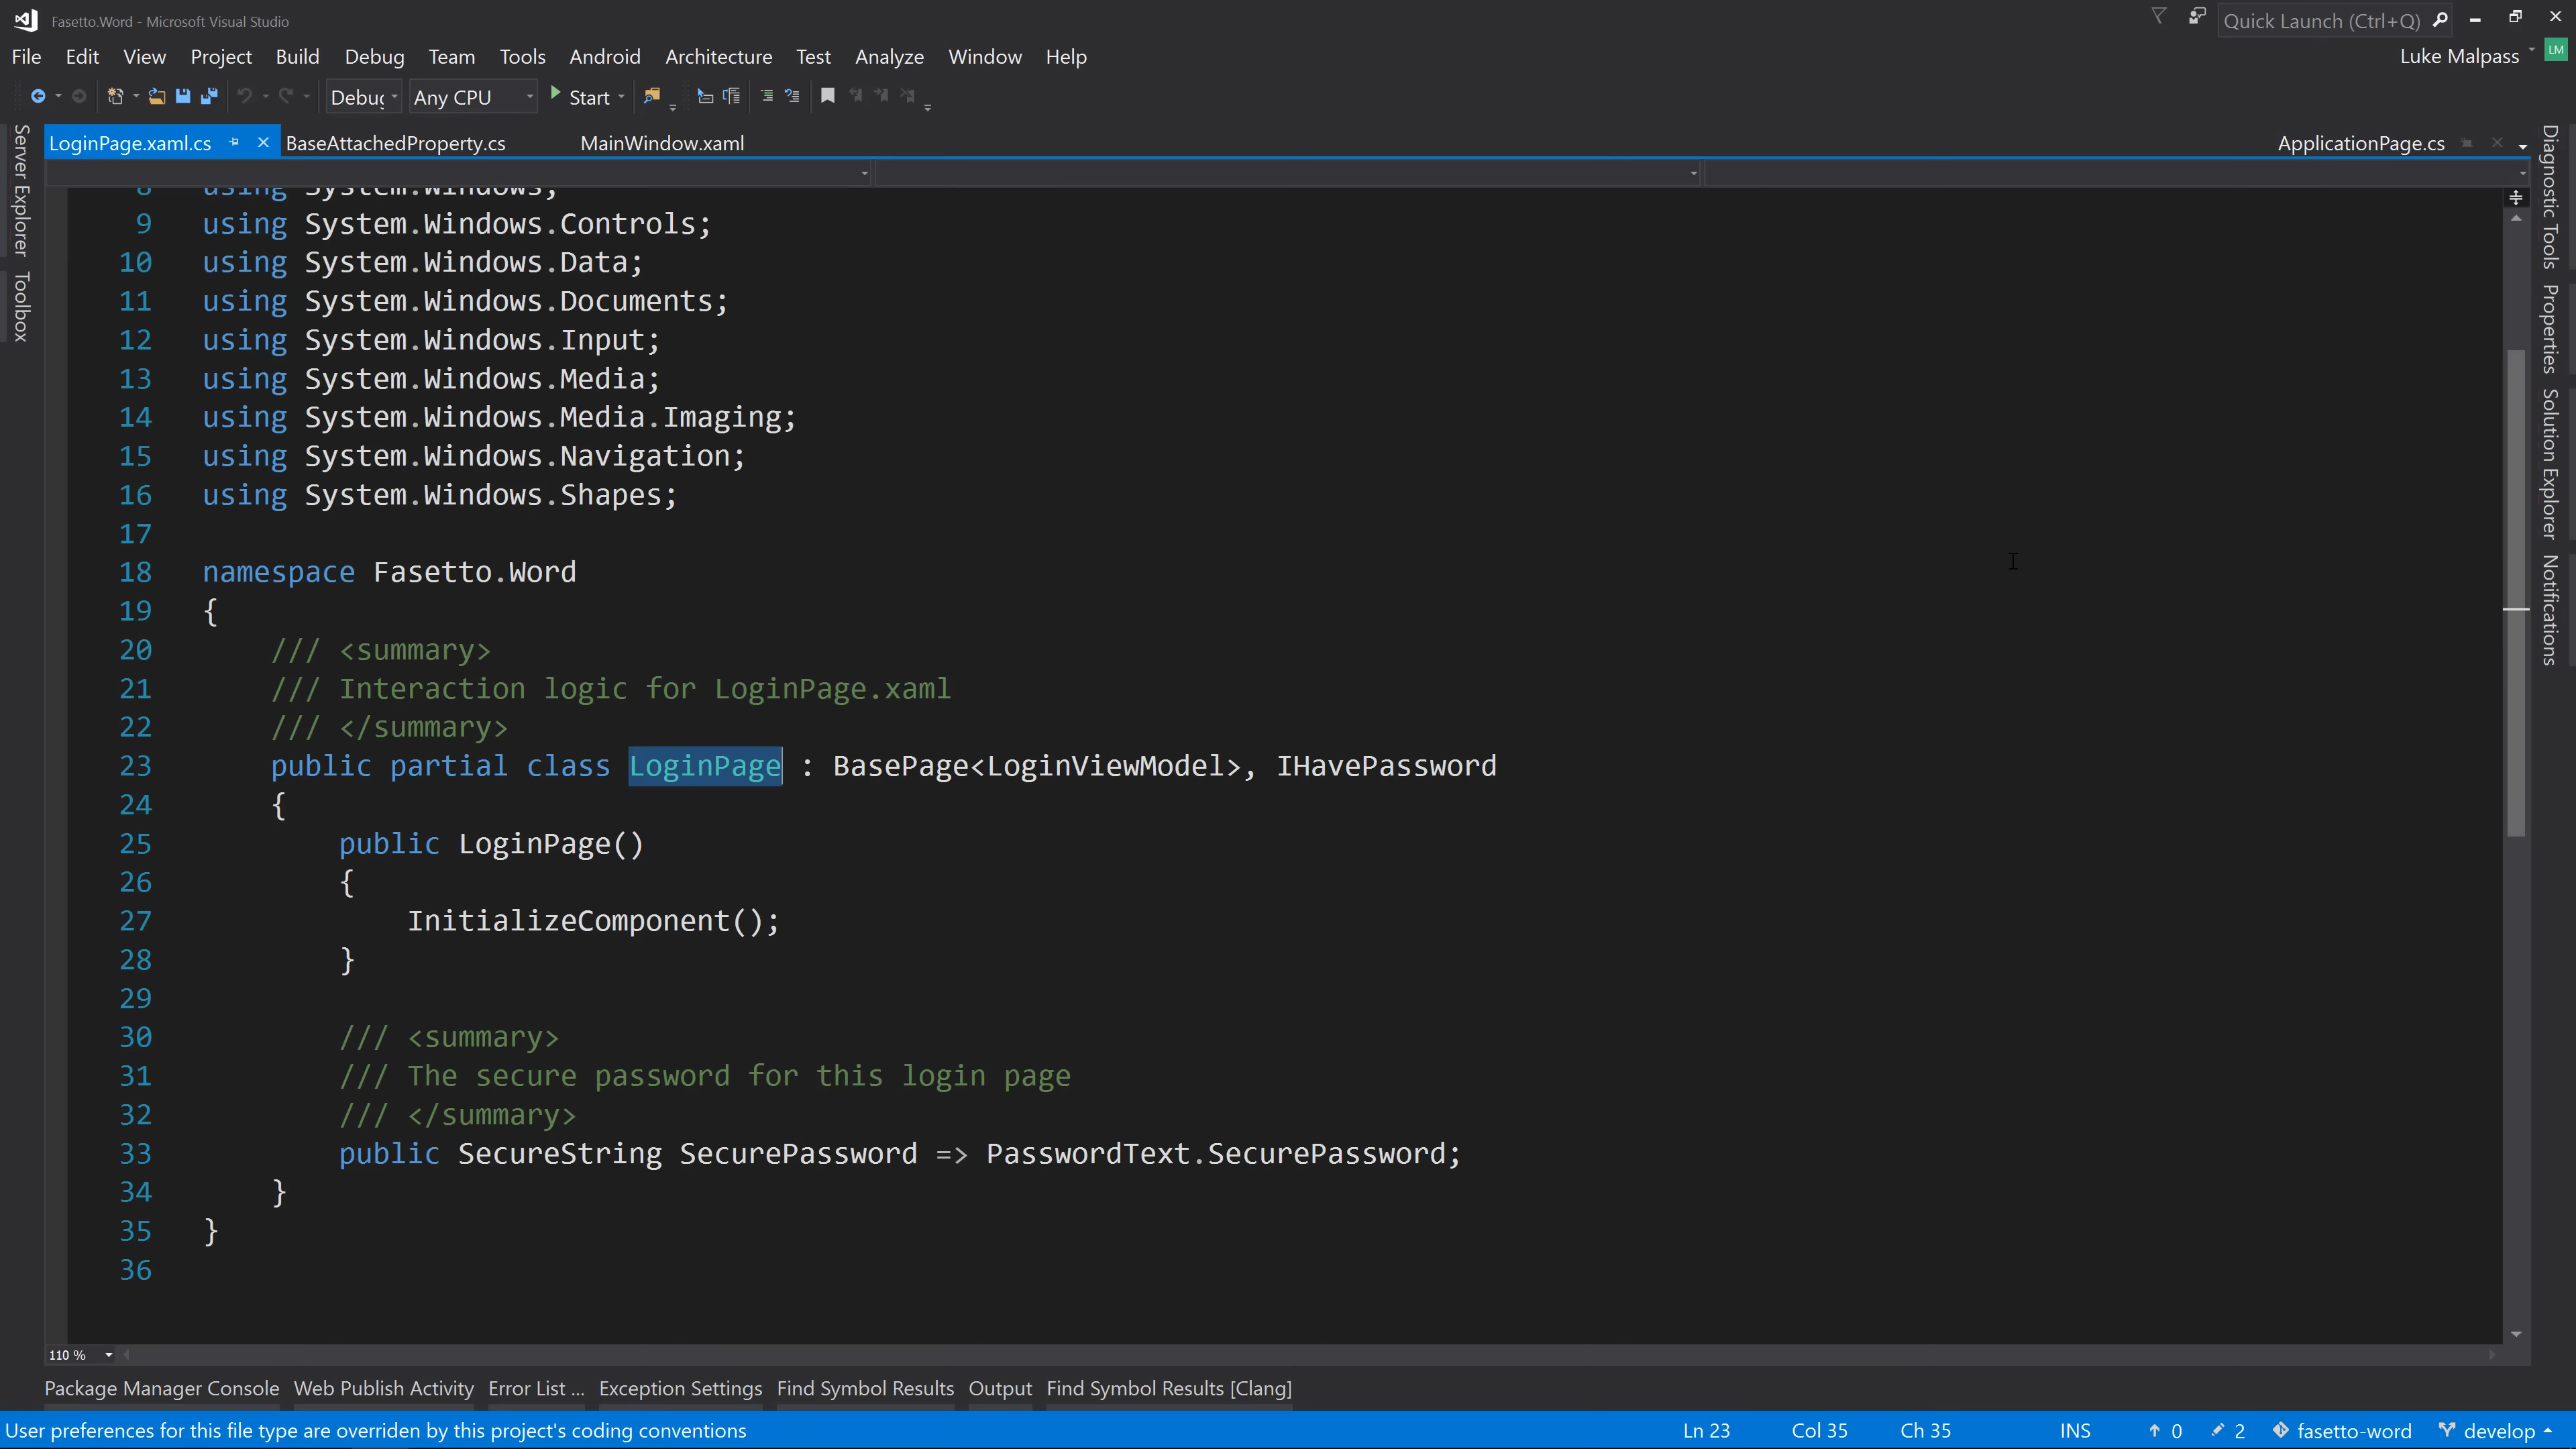 Fasetto.Word - Microsoft Visual Studio
Quick Launch (Ctrl+Q)
File Edit View Project Build Debug Team Tools Android Architecture Test Analyze Window Help
Luke Malpass LM
Debug Any CPU Start
LoginPage.xaml.cs BaseAttachedProperty.cs MainWindow.xaml ApplicationPage.cs
Server Explorer
Toolbox
Diagnostic Tools
Properties
Solution Explorer
Notifications
8 using System.Windows;
9 using System.Windows.Controls;
10 using System.Windows.Data;
11 using System.Windows.Documents;
12 using System.Windows.Input;
13 using System.Windows.Media;
14 using System.Windows.Media.Imaging;
15 using System.Windows.Navigation;
16 using System.Windows.Shapes;
17
18 namespace Fasetto.Word
19 {
20 /// <summary>
21 /// Interaction logic for LoginPage.xaml
22 /// </summary>
23 public partial class LoginPage : BasePage<LoginViewModel>, IHavePassword
24 {
25 public LoginPage()
26 {
27 InitializeComponent();
28 }
29
30 /// <summary>
31 /// The secure password for this login page
32 /// </summary>
33 public SecureString SecurePassword => PasswordText.SecurePassword;
34 }
35 }
36
110 %
Package Manager Console Web Publish Activity Error List ... Exception Settings Find Symbol Results Output Find Symbol Results [Clang]
User preferences for this file type are overriden by this project's coding conventions Ln 23 Col 35 Ch 35 INS 0 2 fasetto-word develop